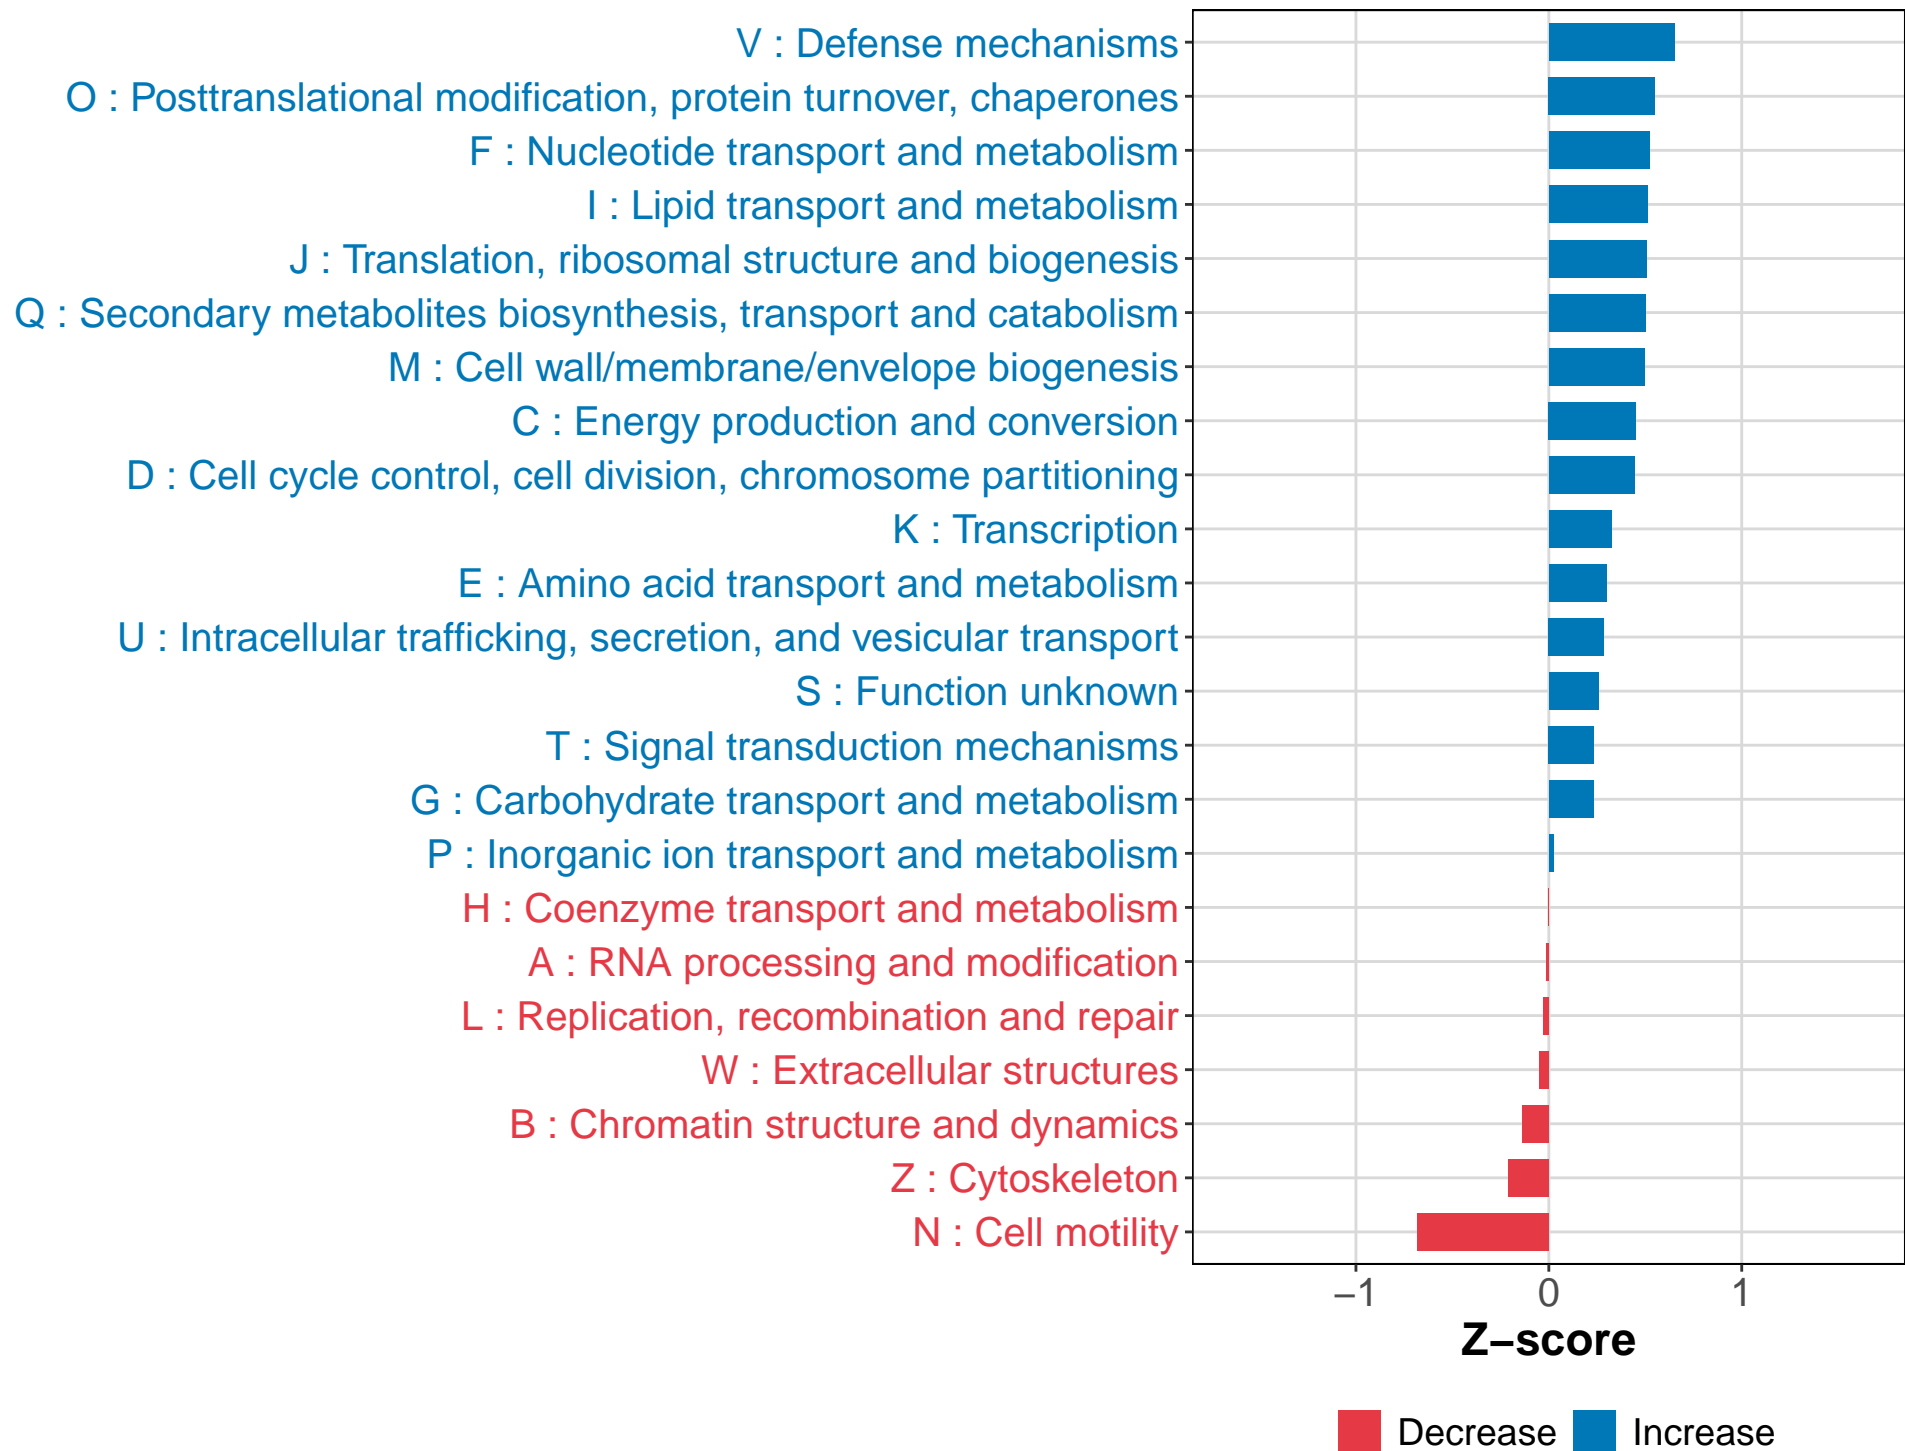 V : Defense mechanisms
O : Posttranslational modification, protein turnover, chaperones
F : Nucleotide transport and metabolism
I : Lipid transport and metabolism
J : Translation, ribosomal structure and biogenesis
Q : Secondary metabolites biosynthesis, transport and catabolism
M : Cell wall/membrane/envelope biogenesis
C : Energy production and conversion
D : Cell cycle control, cell division, chromosome partitioning
K : Transcription
E : Amino acid transport and metabolism
U : Intracellular trafficking, secretion, and vesicular transport
S : Function unknown
T : Signal transduction mechanisms
G : Carbohydrate transport and metabolism
P : Inorganic ion transport and metabolism
H : Coenzyme transport and metabolism
A : RNA processing and modification
L : Replication, recombination and repair
W : Extracellular structures
B : Chromatin structure and dynamics
Z : Cytoskeleton
N : Cell motility
−1 0 1
Z−score
Decrease Increase